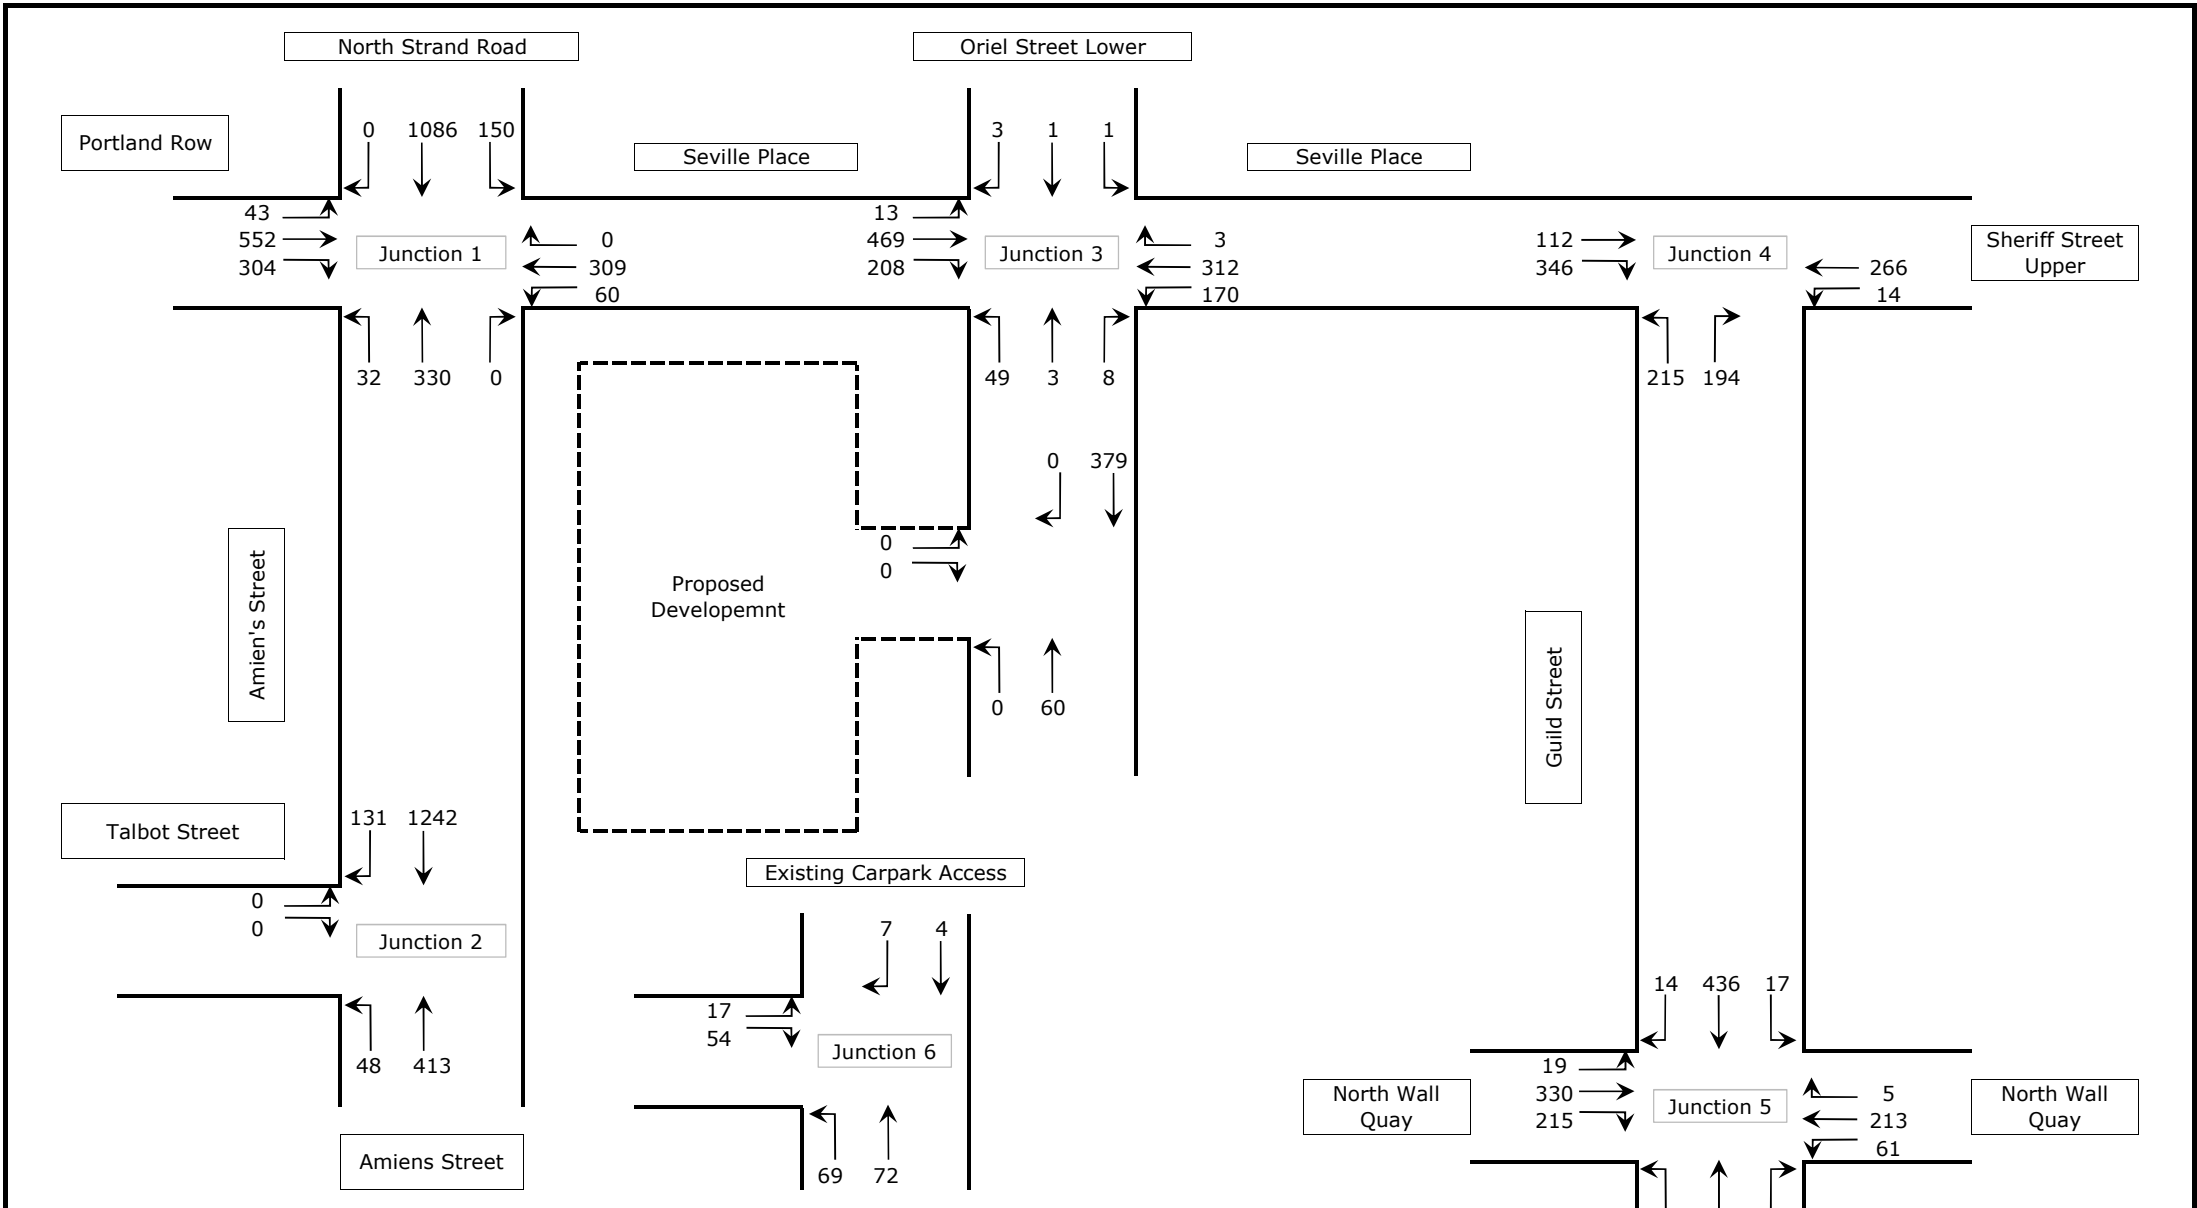 North Strand Road
Oriel Street Lower
Portland Row
0 1086 150
Seville Place
3 1 1
Seville Place
43
552
304
Junction 1
0
309
60
13
469
208
Junction 3
3
312
170
112
346
Junction 4
266
14
Sheriff Street
Upper
32 330 0
49 3 8
215 194
0 379
0
0
Proposed
Developemnt
Amien's Street
Guild Street
0 60
Talbot Street
131 1242
Existing Carpark Access
0
0
Junction 2
7 4
14 436 17
17
54
Junction 6
48 413
19
330
215
North Wall
Quay
Junction 5
5
213
61
North Wall
Quay
Amiens Street
69 72